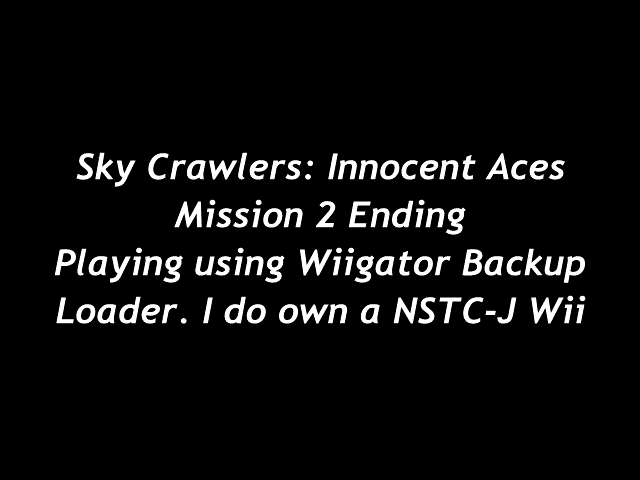 Sky Crawlers: Innocent Aces
Mission 2 Ending
Playing using Wiigator Backup
Loader. I do own a NSTC-J Wii